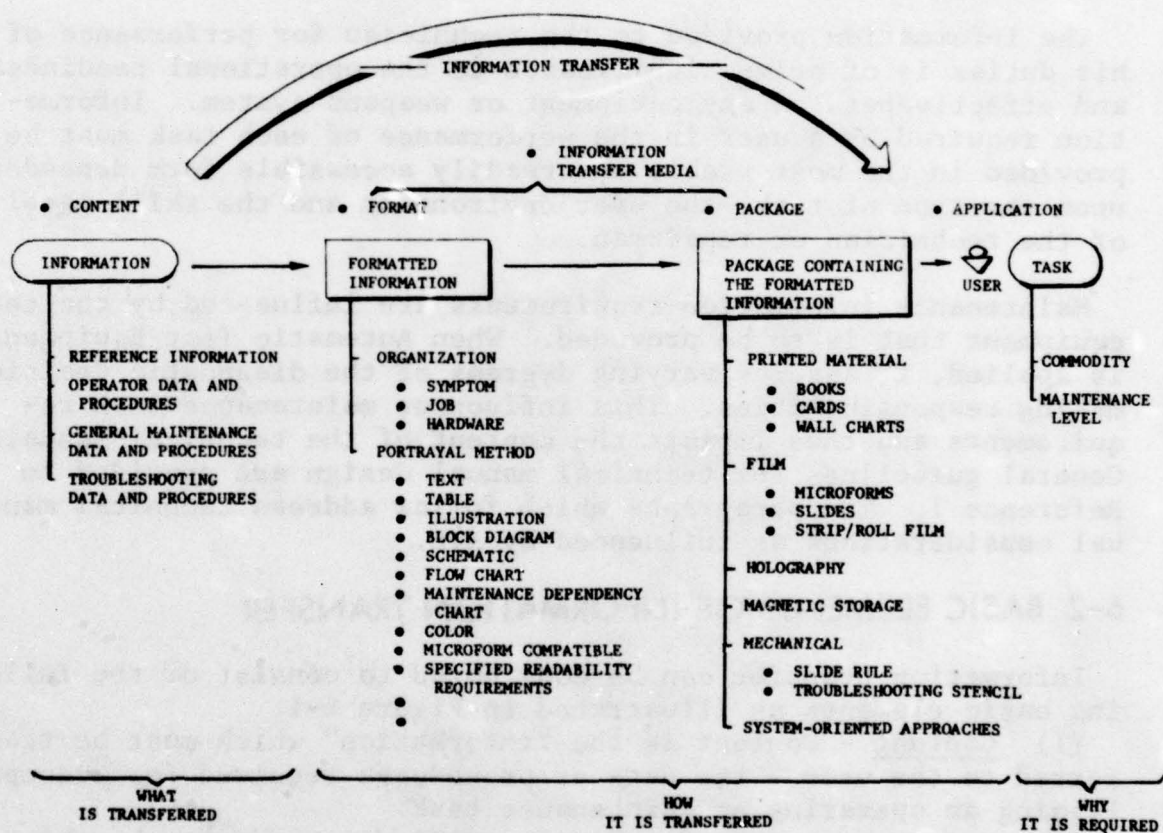 INFORMATION TRANSFER
• INFORMATION
TRANSFER MEDIA
• CONTENT
• FORMAT
• PACKAGE
• APPLICATION
INFORMATION
FORMATTED
INFORMATION
PACKAGE CONTAINING
THE FORMATTED
INFORMATION
USER
TASK
• REFERENCE INFORMATION
• OPERATOR DATA AND
PROCEDURES
• GENERAL MAINTENANCE
DATA AND PROCEDURES
• TROUBLESHOOTING
DATA AND PROCEDURES
ORGANIZATION
• SYMPTOM
• JOB
• HARDWARE
PORTRAYAL METHOD
• TEXT
• TABLE
• ILLUSTRATION
• BLOCK DIAGRAM
• SCHEMATIC
• FLOW CHART
• MAINTENANCE DEPENDENCY
CHART
• COLOR
• MICROFORM COMPATIBLE
• SPECIFIED READABILITY
REQUIREMENTS
•
•
PRINTED MATERIAL
• BOOKS
• CARDS
• WALL CHARTS
FILM
• MICROFORMS
• SLIDES
• STRIP/ROLL FILM
HOLOGRAPHY
MAGNETIC STORAGE
MECHANICAL
• SLIDE RULE
• TROUBLESHOOTING STENCIL
SYSTEM-ORIENTED APPROACHES
• COMMODITY
• MAINTENANCE
LEVEL
WHAT
IS TRANSFERRED
HOW
IT IS TRANSFERRED
WHY
IT IS REQUIRED